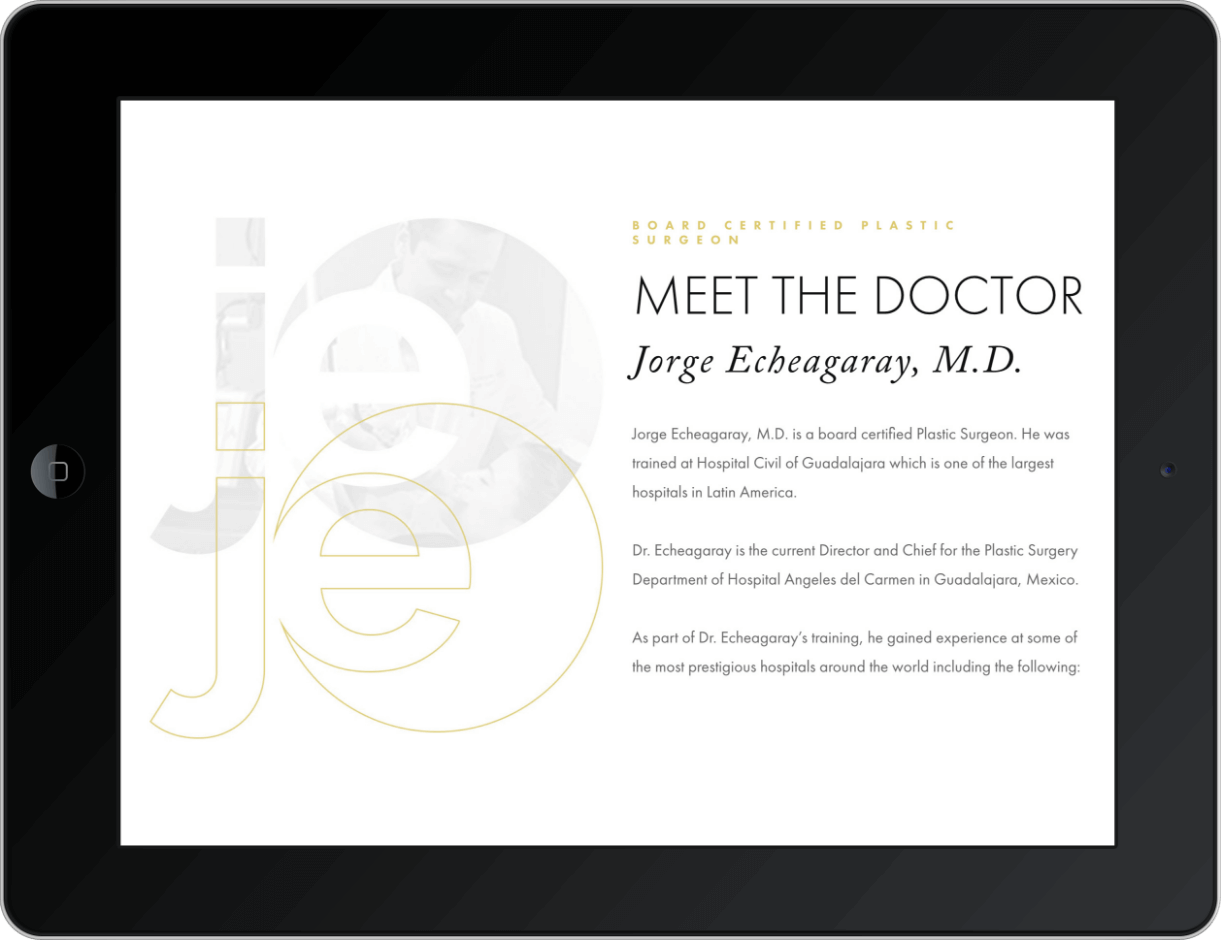 je
je
BOARD CERTIFIED PLASTIC
SURGEON
MEET THE DOCTOR
Jorge Echeagaray, M.D.
Jorge Echeagaray, M.D. is a board certified Plastic Surgeon. He was
trained at Hospital Civil of Guadalajara which is one of the largest
hospitals in Latin America.
Dr. Echeagaray is the current Director and Chief for the Plastic Surgery
Department of Hospital Angeles del Carmen in Guadalajara, Mexico.
As part of Dr. Echeagaray’s training, he gained experience at some of
the most prestigious hospitals around the world including the following: